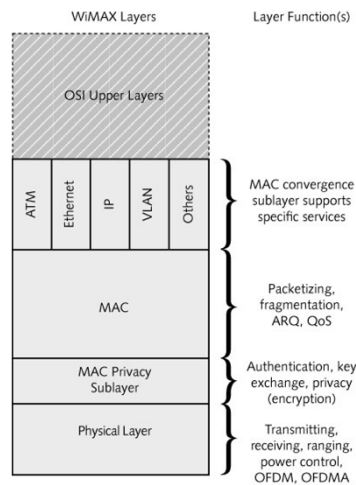 WiMAX Layers
Layer Function(s)
OSI Upper Layers
ATM
Ethernet
IP
VLAN
Others
MAC convergence
sublayer supports
specific services
MAC
Packetizing,
fragmentation,
ARQ, QoS
MAC Privacy
Sublayer
Authentication, key
exchange, privacy
(encryption)
Physical Layer
Transmitting,
receiving, ranging,
power control,
OFDM, OFDMA